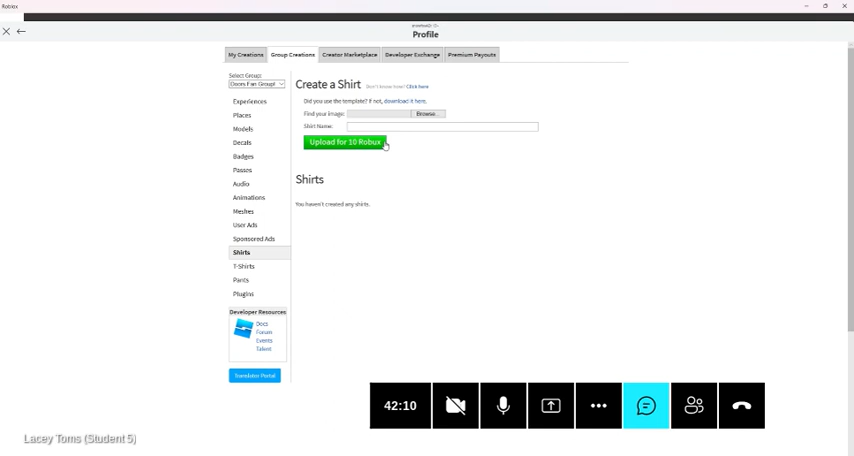 Roblox
Profile
My Creations Group Creations Creator Marketplace Developer Exchange Premium Payouts
Select Group:
Doors Fan Group!
Create a Shirt Don't know how? Click here
Did you use the template? If not, download it here.
Find your image: Browse...
Shirt Name:
Upload for 10 Robux
Experiences
Places
Models
Decals
Badges
Passes
Audio
Animations
Meshes
User Ads
Sponsored Ads
Shirts
T-Shirts
Pants
Plugins
Shirts
You haven't created any shirts.
Developer Resources
Docs
Forum
Events
Talent
Translator Portal
42:10
Lacey Toms (Student 5)